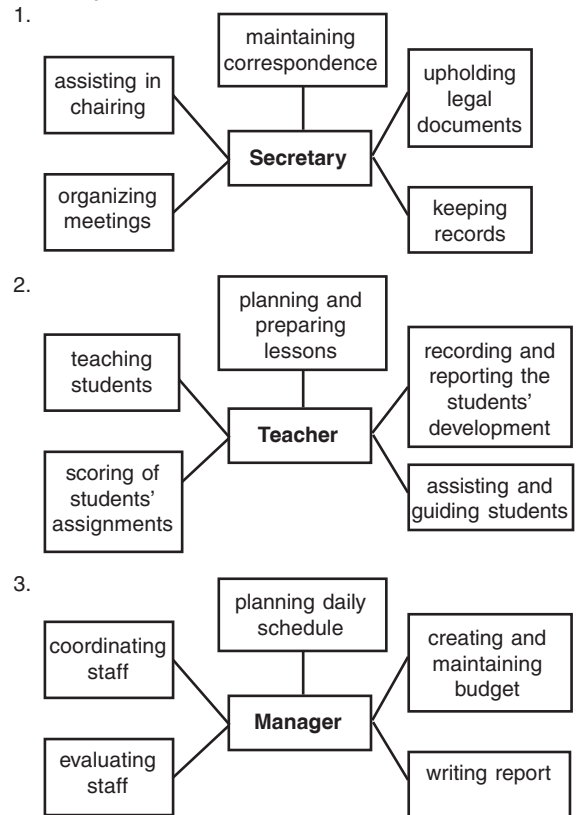 1.
maintaining
correspondence
assisting in
chairing
upholding
legal
documents
Secretary
organizing
meetings
keeping
records
2.
planning and
preparing
lessons
teaching
students
recording and
reporting the
students’
development
Teacher
scoring of
students’
assignments
assisting and
guiding students
3.
planning daily
schedule
coordinating
staff
creating and
maintaining
budget
Manager
evaluating
staff
writing report